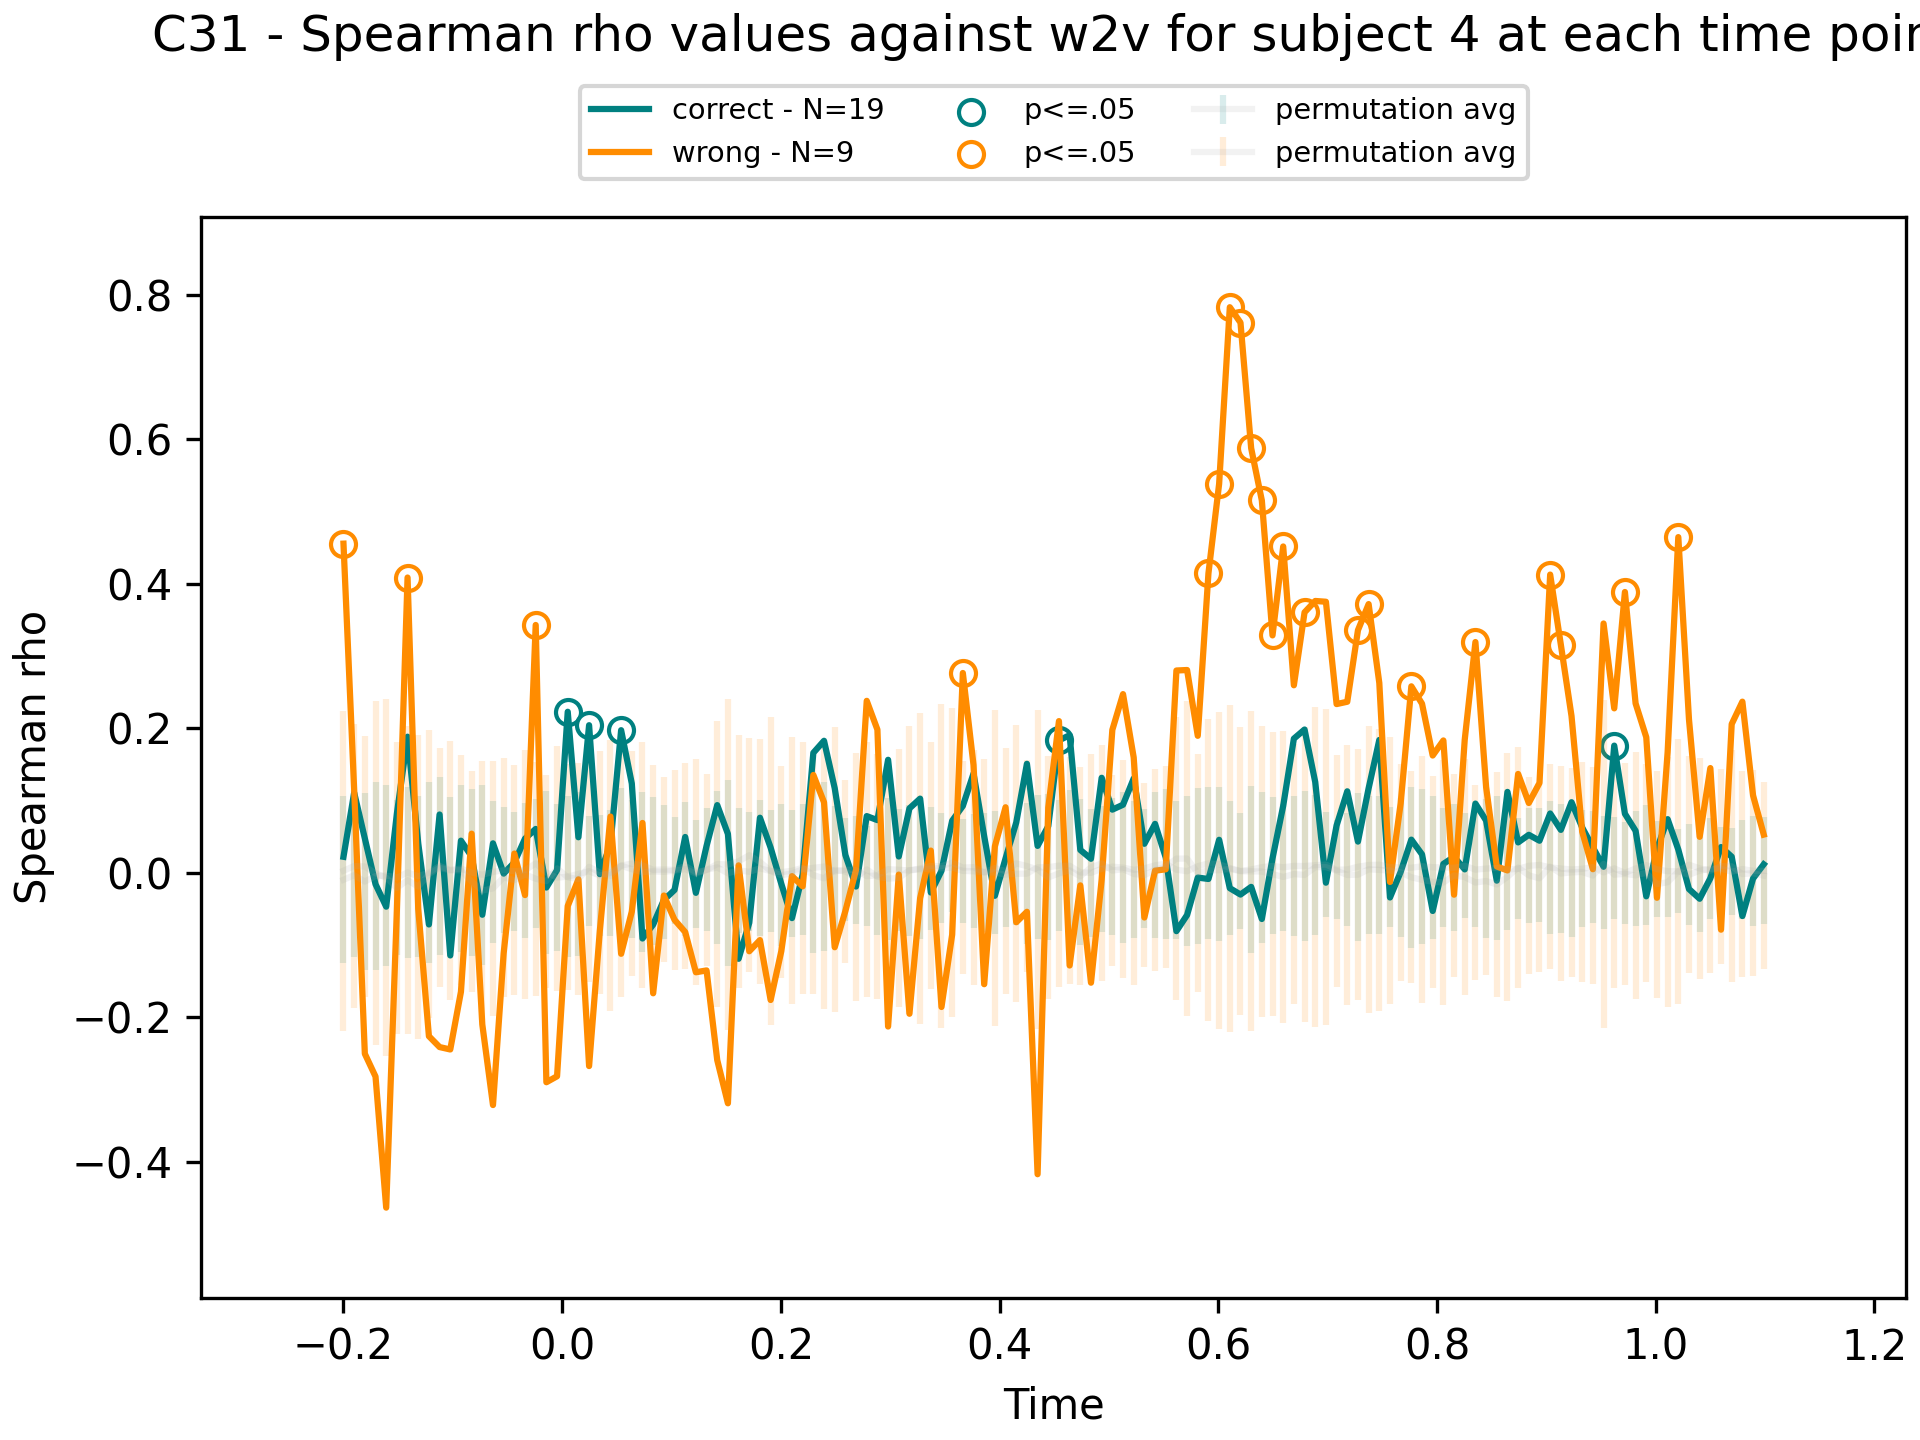 C31 - Spearman rho values against w2v for subject 4 at each time
correct - N=19
wrong - N=9
p<=.05
p<=.05
permutation avg
permutation avg
Spearman rho
0.8
0.6
0.4
0.2
0.0
−0.2
−0.4
−0.2 0.0 0.2 0.4 0.6 0.8 1.0 1.2
Time